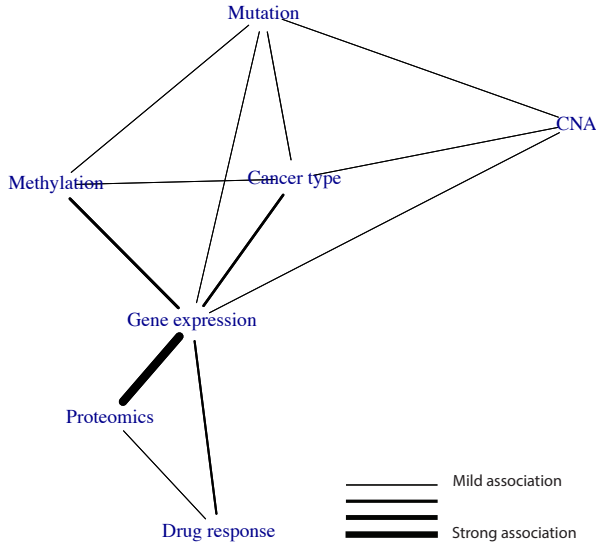 Mutation
CNA
Cancer type
Methylation
Gene expression
Proteomics
Drug response
Mild association
Strong association